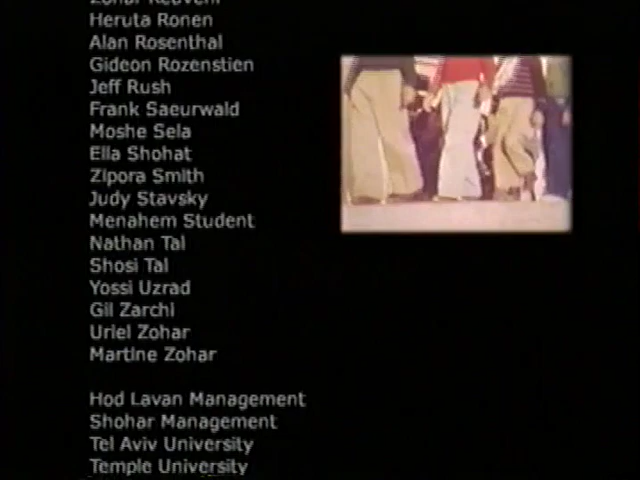 Heruta Ronen
Alan Rosenthal
Gideon Rozenstien
Jeff Rush
Frank Saeurwald
Moshe Sela
Ella Shohat
Zipora Smith
Judy Stavsky
Menahem Student
Nathan Tal
Shosi Tal
Yossi Uzrad
Gil Zarchi
Uriel Zohar
Martine Zohar
Hod Lavan Management
Shohar Management
Tel Aviv University
Temple University